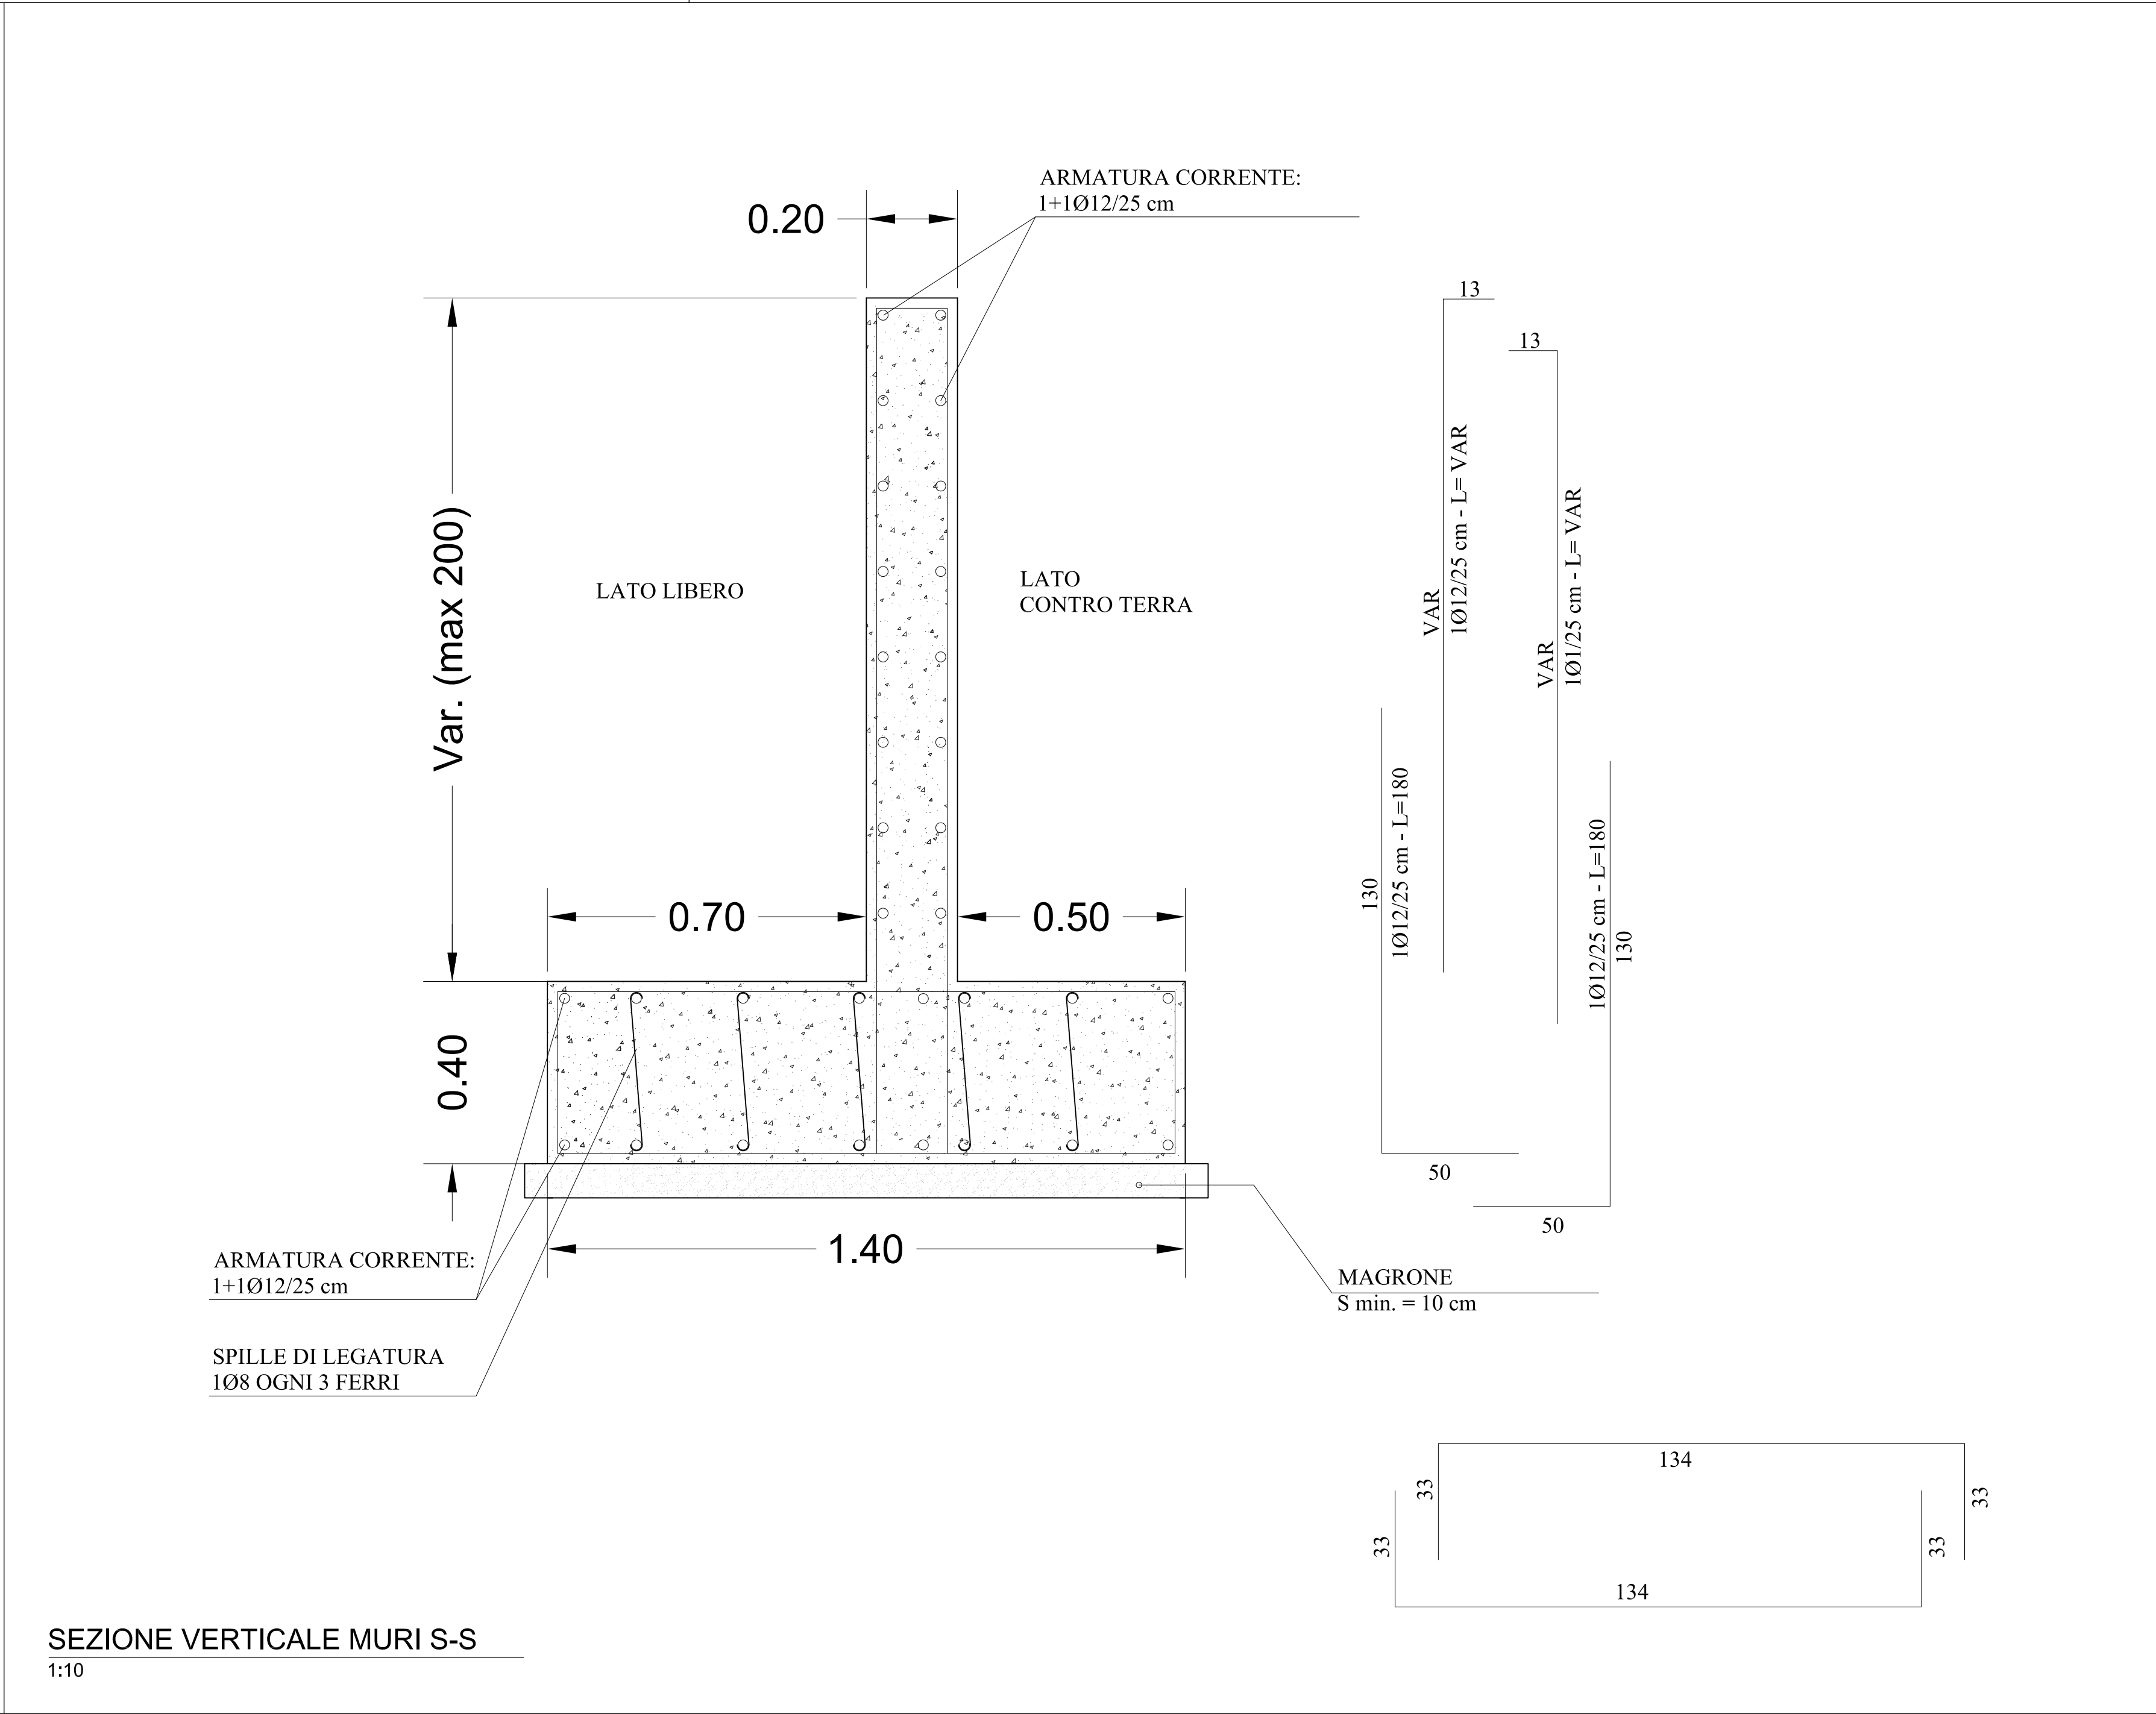 ARMATURA CORRENTE:
1+1Ø12/25 cm
0.20
13
13
Var. (max 200)
LATO LIBERO
LATO
CONTRO TERRA
VAR
1Ø12/25 cm - L= VAR
VAR
1Ø1/25 cm - L= VAR
130
1Ø12/25 cm - L=180
1Ø12/25 cm - L=180
130
0.70
0.50
0.40
50
50
1.40
ARMATURA CORRENTE:
1+1Ø12/25 cm
MAGRONE
S min. = 10 cm
SPILLE DI LEGATURA
1Ø8 OGNI 3 FERRI
134
33
33
33
33
134
SEZIONE VERTICALE MURI S-S
1:10